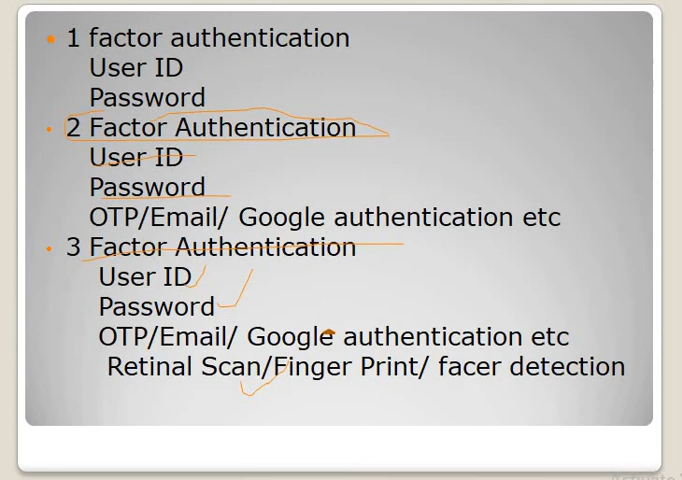 • 1 factor authentication
User ID
Password
• 2 Factor Authentication
User ID
Password
OTP/Email/ Google authentication etc
• 3 Factor Authentication
User ID
Password
OTP/Email/ Google authentication etc
Retinal Scan/Finger Print/ facer detection